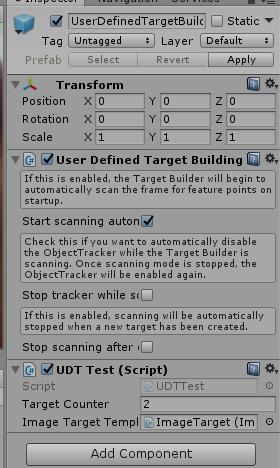 Inspector Navigation Services
UserDefinedTargetBuilc Static
Tag Untagged Layer Default
Prefab Select Revert Apply
Transform
Position X 0 Y 0 Z 0
Rotation X 0 Y 0 Z 0
Scale X 1 Y 1 Z 1
User Defined Target Building
If this is enabled, the Target Builder will begin to
automatically scan the frame for feature points on
startup.
Start scanning auton
Check this if you want to automatically disable
the ObjectTracker while the Target Builder is
scanning. Once scanning mode is stopped, the
ObjectTracker will be enabled again.
Stop tracker while sc
If this is enabled, scanning will be automatically
stopped when a new target has been created.
Stop scanning after
UDT Test (Script)
Script UDTTest
Target Counter 2
Image Target Templ ImageTarget (Im
Add Component